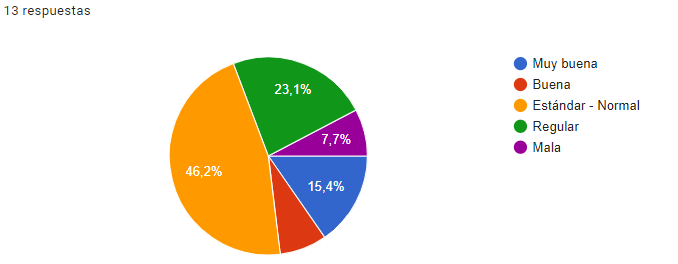 13 respuestas
Muy buena
Buena
Estándar - Normal
Regular
Mala
23,1%
7,7%
46,2%
15,4%